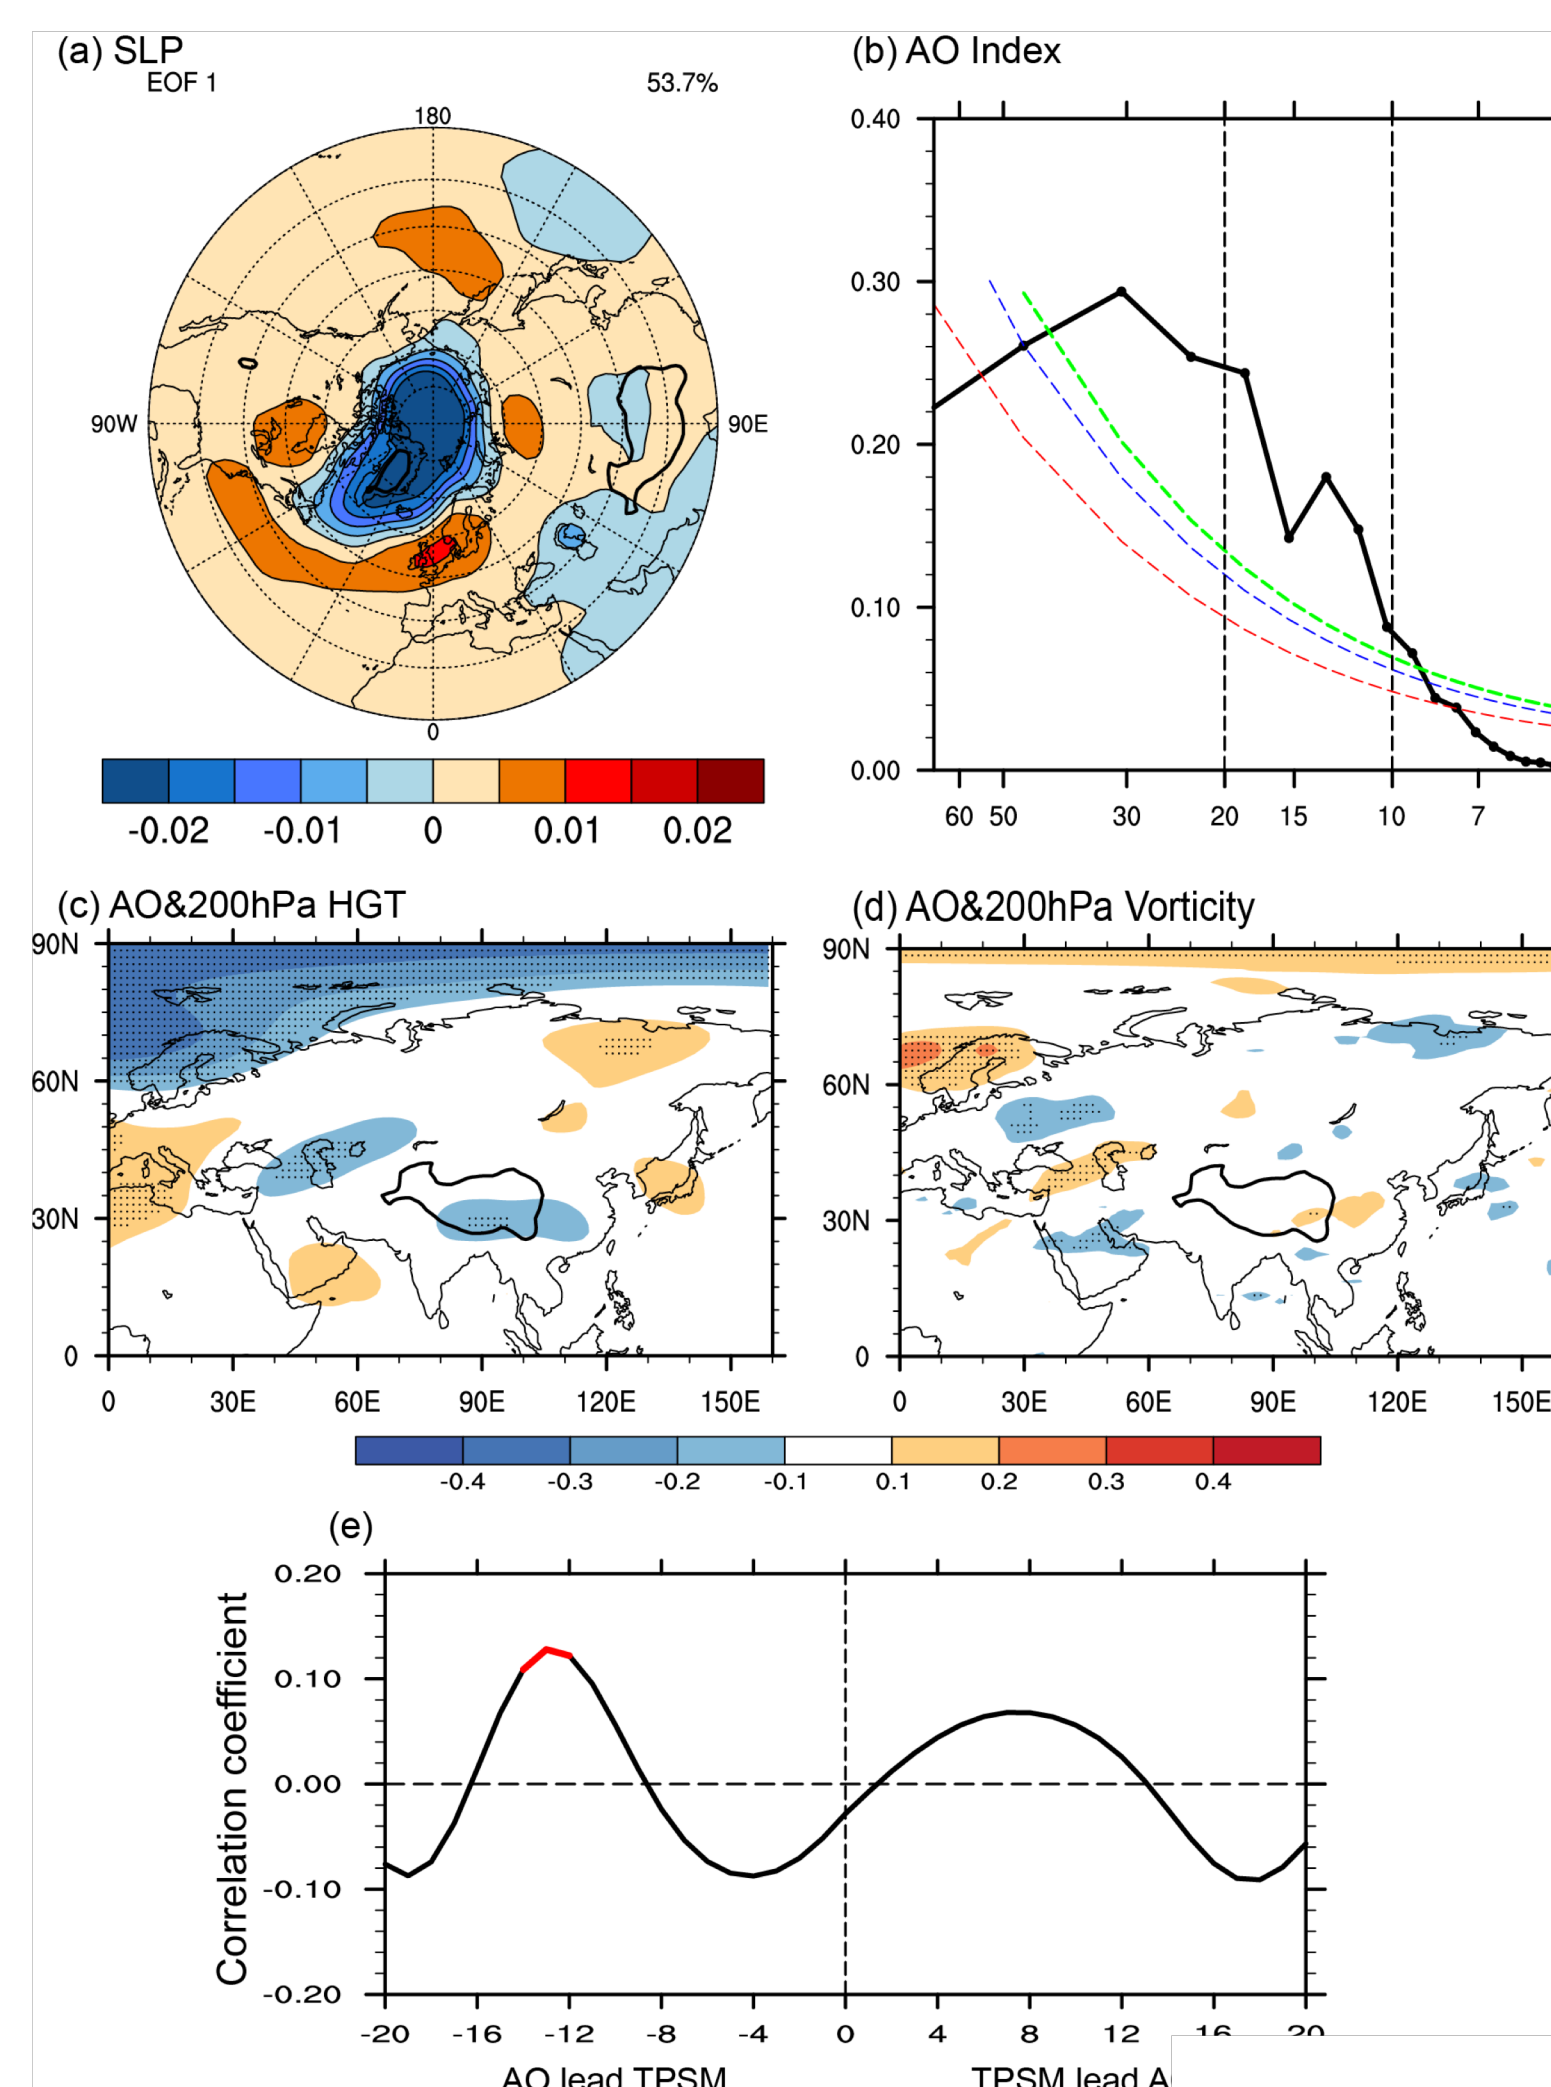 (a) SLP
EOF 1 53.7%
180
90W 90E
0
0
-0.02 -0.01 0 0.01 0.02
(b) AO Index
0.40
0.30
0.20
0.10
0.00
60 50 30 20 15 10 7
(c) AO&200hPa HGT
90N
60N
30N
0
0 30E 60E 90E 120E 150E
(d) AO&200hPa Vorticity
90N
60N
30N
0
0 30E 60E 90E 120E 150E
-0.4 -0.3 -0.2 -0.1 0.1 0.2 0.3 0.4
(e)
Correlation coefficient
0.20
0.10
0.00
-0.10
-0.20
-20 -16 -12 -8 -4 0 4 8 12 16 20
AO lead TPSM TPSM lead A